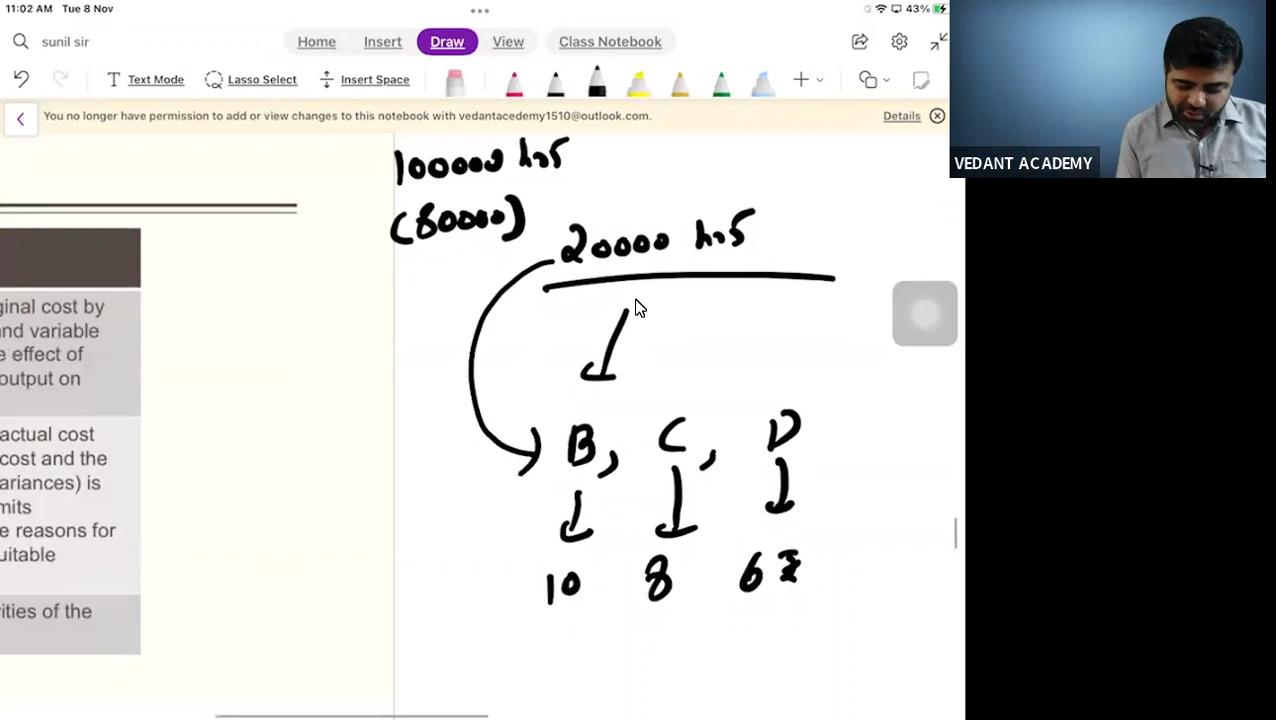 11:02 AM Tue 8 Nov
43%
sunil sir
Home Insert Draw View Class Notebook
Text Mode Lasso Select Insert Space
You no longer have permission to add or view changes to this notebook with vedantacedemy1510@outlook.com.
Details
VEDANT ACADEMY
ginal cost by
nd variable
e effect of
output on
actual cost
cost and the
variances) is
mits
e reasons for
uitable
ities of the
100000 hrs
(80000)
20000 hrs
B, C, D
10 8 6 ₹